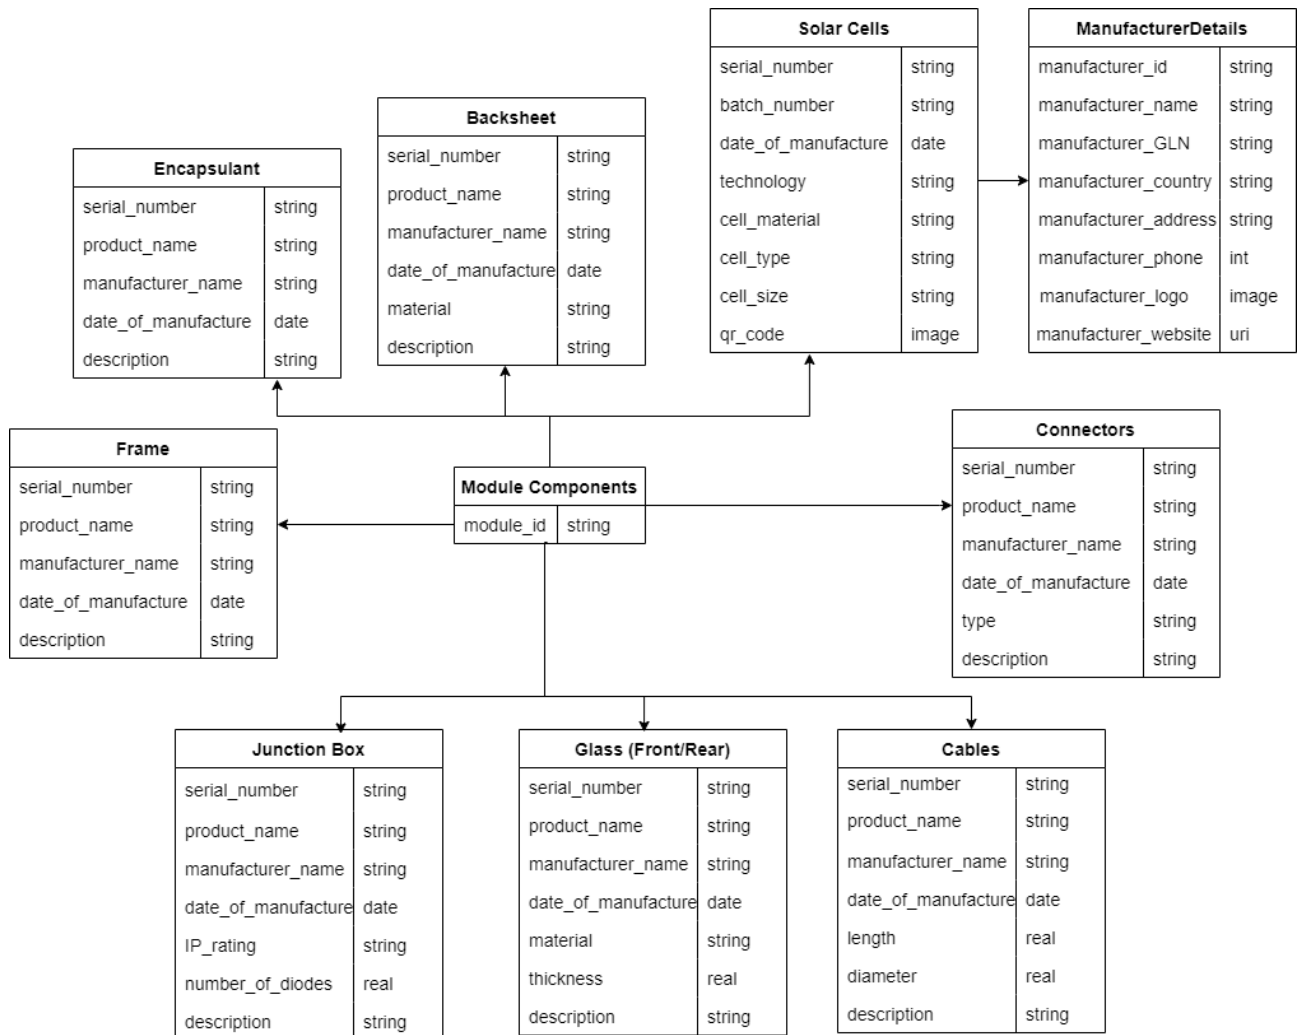 Solar Cells
serial_number string
batch_number string
date_of_manufacture date
technology string
cell_material string
cell_type string
cell_size string
qr_code image
ManufacturerDetails
manufacturer_id string
manufacturer_name string
manufacturer_GLN string
manufacturer_country string
manufacturer_address string
manufacturer_phone int
manufacturer_logo image
manufacturer_website uri
Backsheet
serial_number string
product_name string
manufacturer_name string
date_of_manufacture date
material string
description string
Encapsulant
serial_number string
product_name string
manufacturer_name string
date_of_manufacture date
description string
Frame
serial_number string
product_name string
manufacturer_name string
date_of_manufacture date
description string
Module Components
module_id string
Connectors
serial_number string
product_name string
manufacturer_name string
date_of_manufacture date
type string
description string
Junction Box
serial_number string
product_name string
manufacturer_name string
date_of_manufacture date
IP_rating string
number_of_diodes real
description string
Glass (Front/Rear)
serial_number string
product_name string
manufacturer_name string
date_of_manufacture date
material string
thickness real
description string
Cables
serial_number string
product_name string
manufacturer_name string
date_of_manufacture date
length real
diameter real
description string